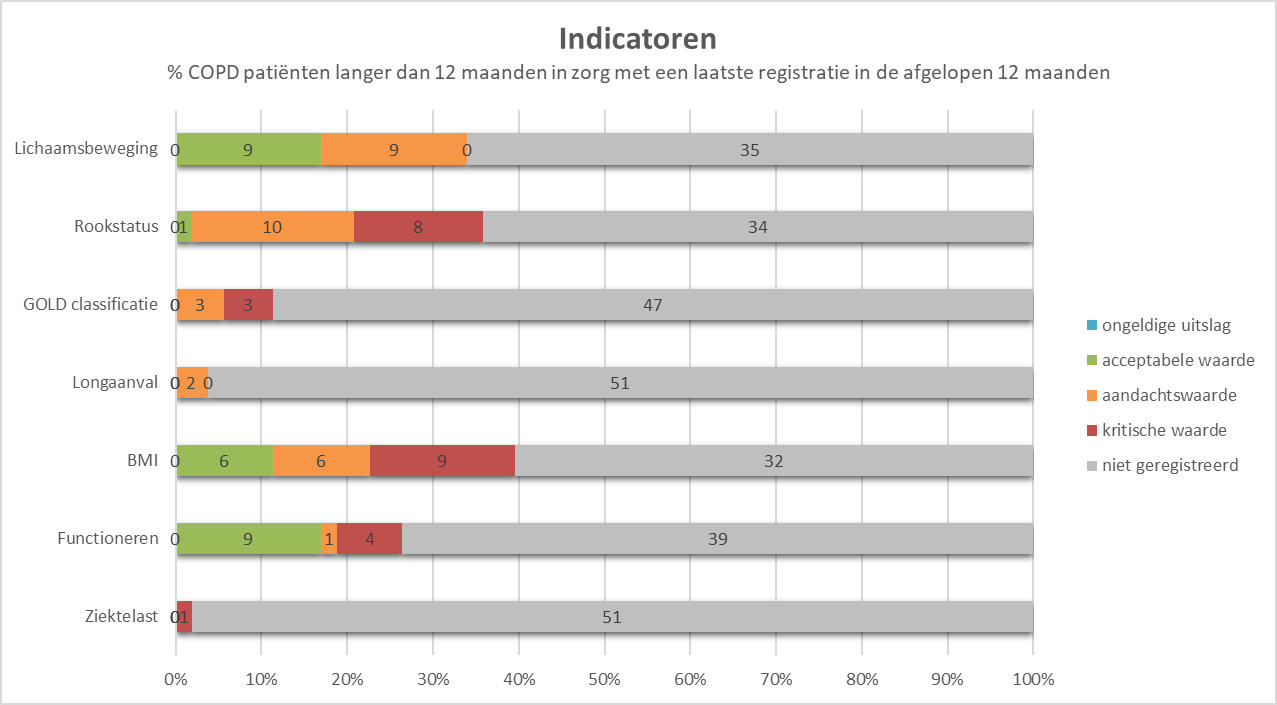 Indicatoren
% COPD patiënten langer dan 12 maanden in zorg met een laatste registratie in de afgelopen 12 maanden
Lichaamsbeweging 0 9 9 0 35
Rookstatus 0 1 10 8 34
GOLD classificatie 0 3 3 47
Longaanval 0 2 0 51
BMI 0 6 6 9 32
Functioneren 0 9 1 4 39
Ziektelast 0 1 51
0% 10% 20% 30% 40% 50% 60% 70% 80% 90% 100%
ongeldige uitslag
acceptabele waarde
aandachtswaarde
kritische waarde
niet geregistreerd